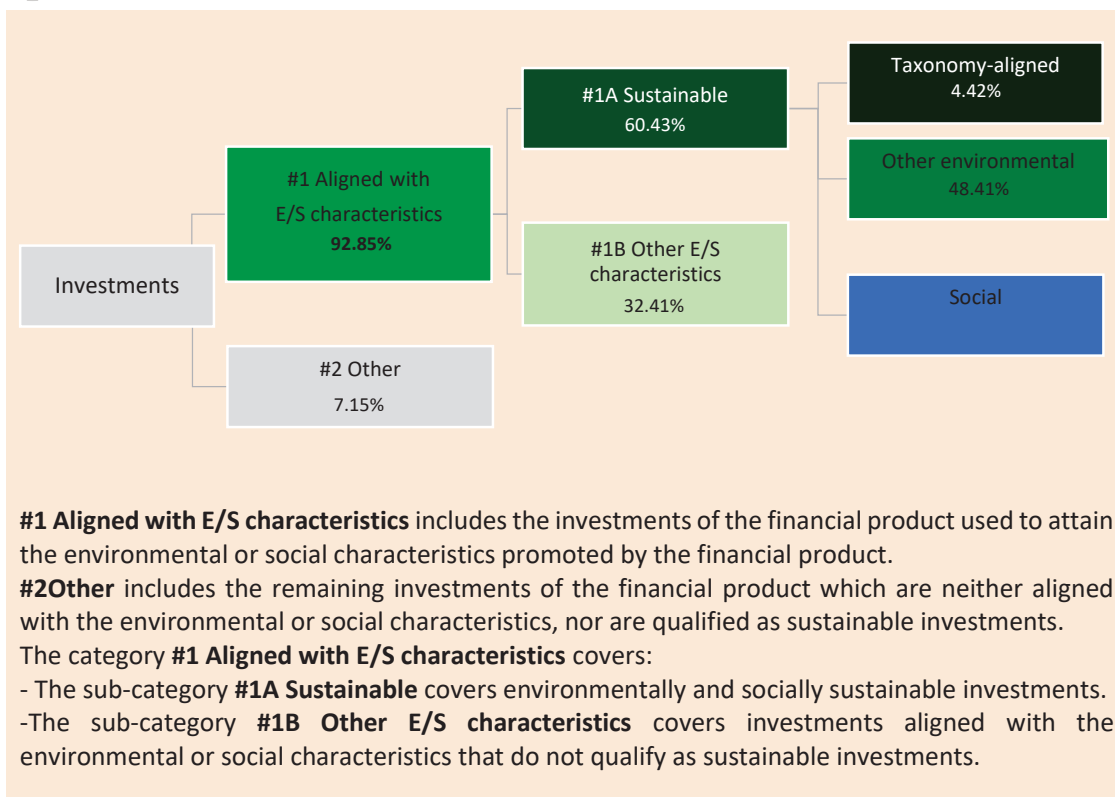 Investments
#1 Aligned with
E/S characteristics
92.85%
#2 Other
7.15%
#1A Sustainable
60.43%
#1B Other E/S
characteristics
32.41%
Taxonomy-aligned
4.42%
Other environmental
48.41%
Social
#1 Aligned with E/S characteristics includes the investments of the financial product used to attain
the environmental or social characteristics promoted by the financial product.
#2Other includes the remaining investments of the financial product which are neither aligned
with the environmental or social characteristics, nor are qualified as sustainable investments.
The category #1 Aligned with E/S characteristics covers:
- The sub-category #1A Sustainable covers environmentally and socially sustainable investments.
-The sub-category #1B Other E/S characteristics covers investments aligned with the
environmental or social characteristics that do not qualify as sustainable investments.